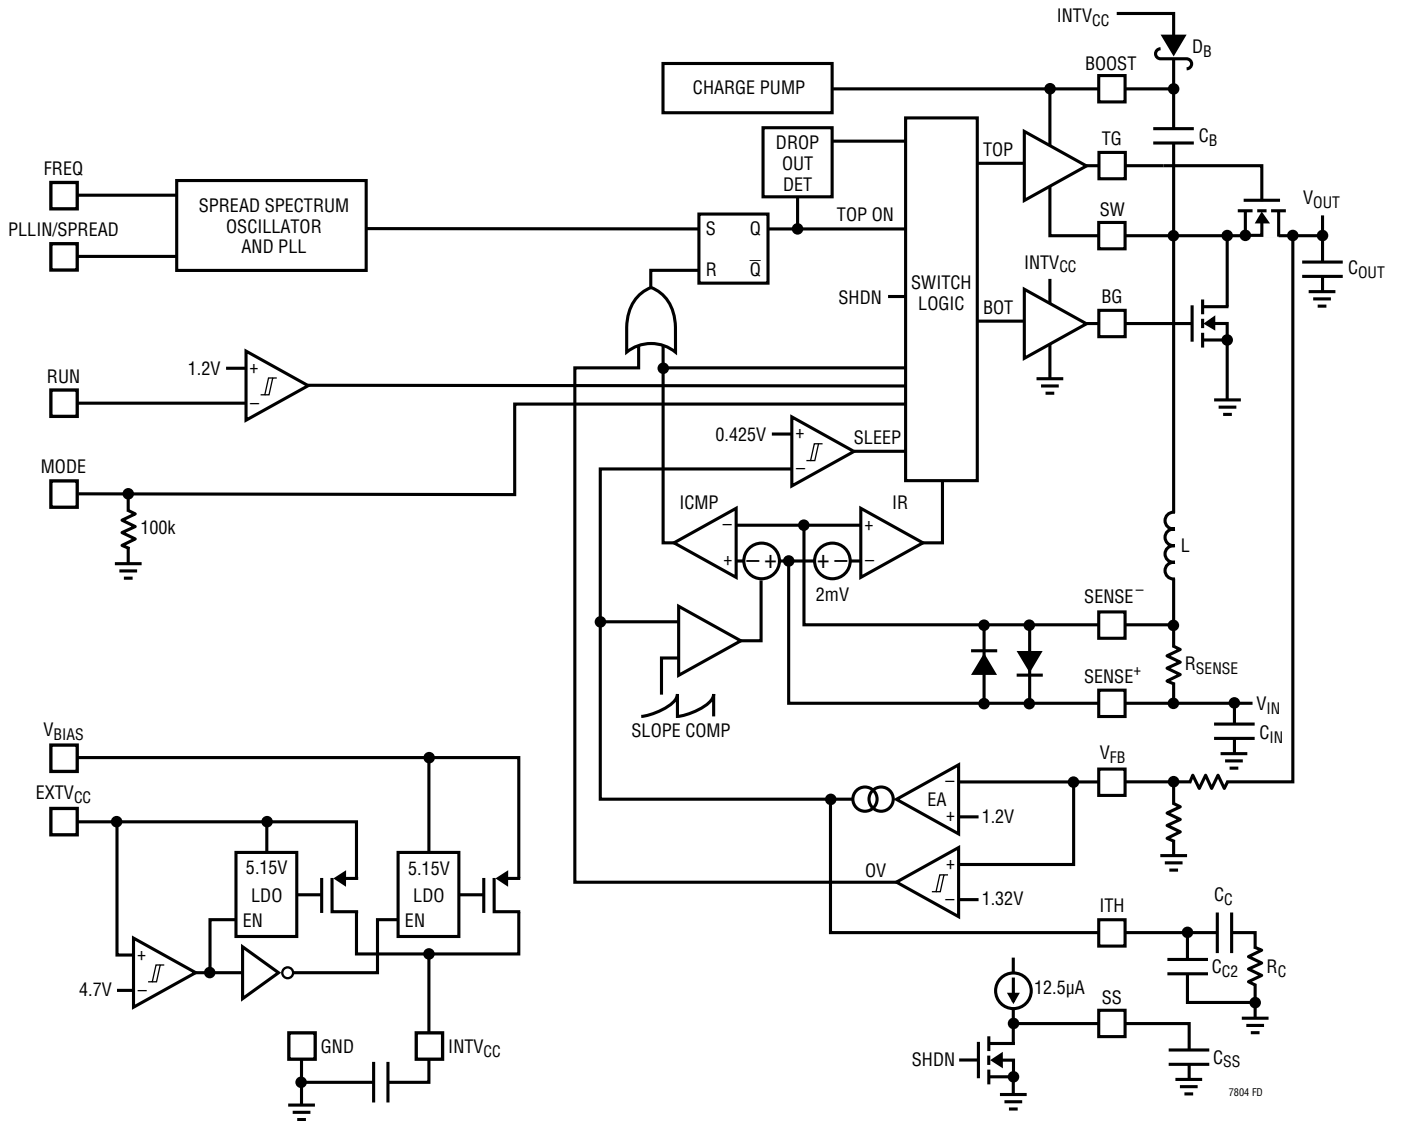 INTVCC
DB
BOOST
CHARGE PUMP
CB
DROP
OUT
DET
TG
TOP
FREQ
SPREAD SPECTRUM
OSCILLATOR
AND PLL
VOUT
SW
TOP ON
PLLIN/SPREAD
S Q
R Q̅
INTVCC
COUT
SHDN
SWITCH
LOGIC
BG
BOT
1.2V
+
−
RUN
0.425V
+
−
SLEEP
MODE
100k
ICMP
IR
−
+
− +
+ −
+
−
2mV
L
SENSE−
RSENSE
SENSE+
VIN
CIN
SLOPE COMP
VBIAS
VFB
EXTVCC
−
EA
+
1.2V
5.15V
LDO
EN
5.15V
LDO
EN
OV
+
−
1.32V
ITH
CC
CC2
RC
+
−
4.7V
12.5µA
SS
GND
INTVCC
SHDN
CSS
7804 FD